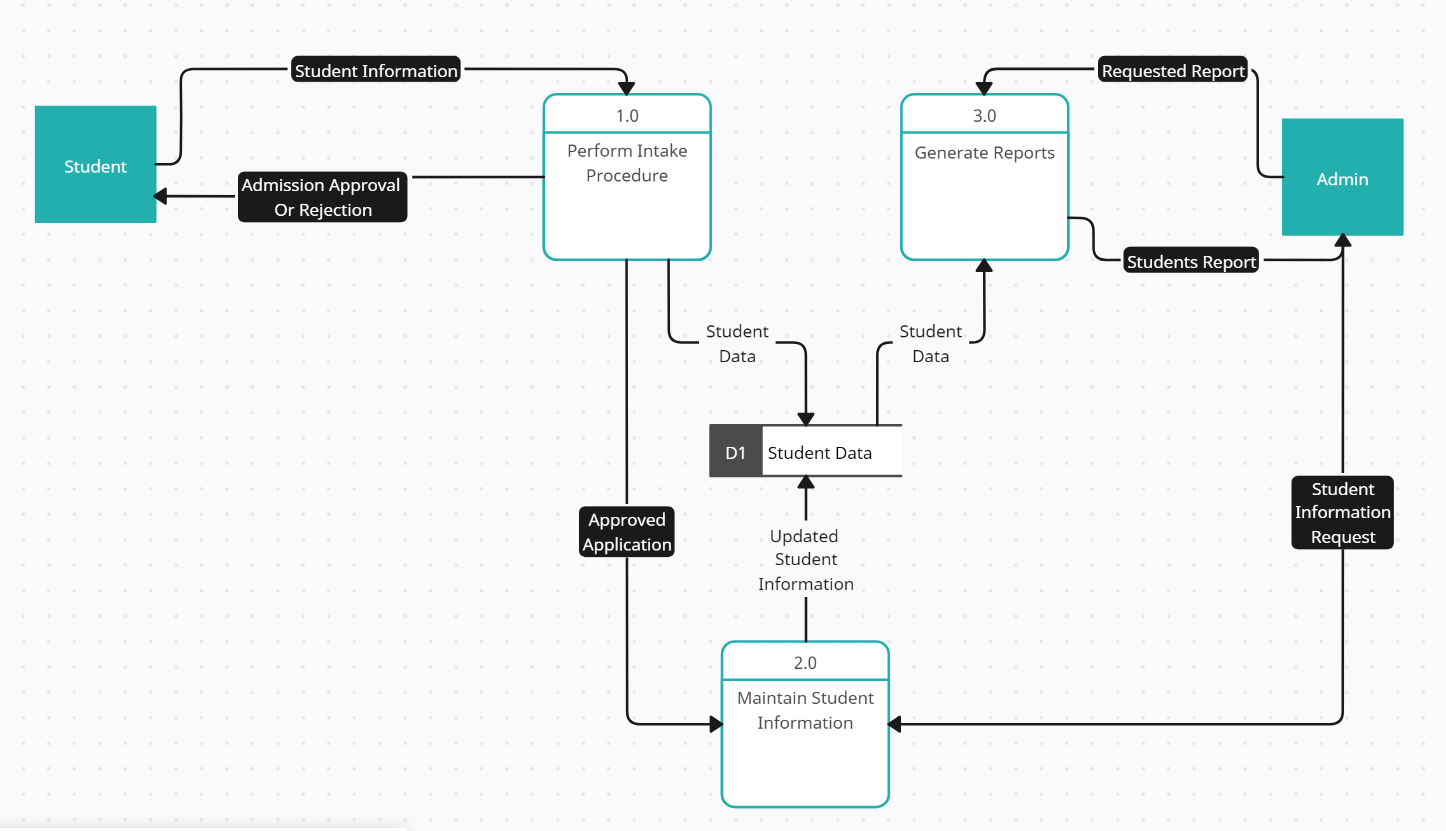 Student Information
Requested Report
1.0
3.0
Perform Intake
Procedure
Generate Reports
Student
Admin
Admission Approval
Or Rejection
Students Report
Student
Data
Student
Data
D1 Student Data
Student
Information
Request
Approved
Application
Updated
Student
Information
2.0
Maintain Student
Information